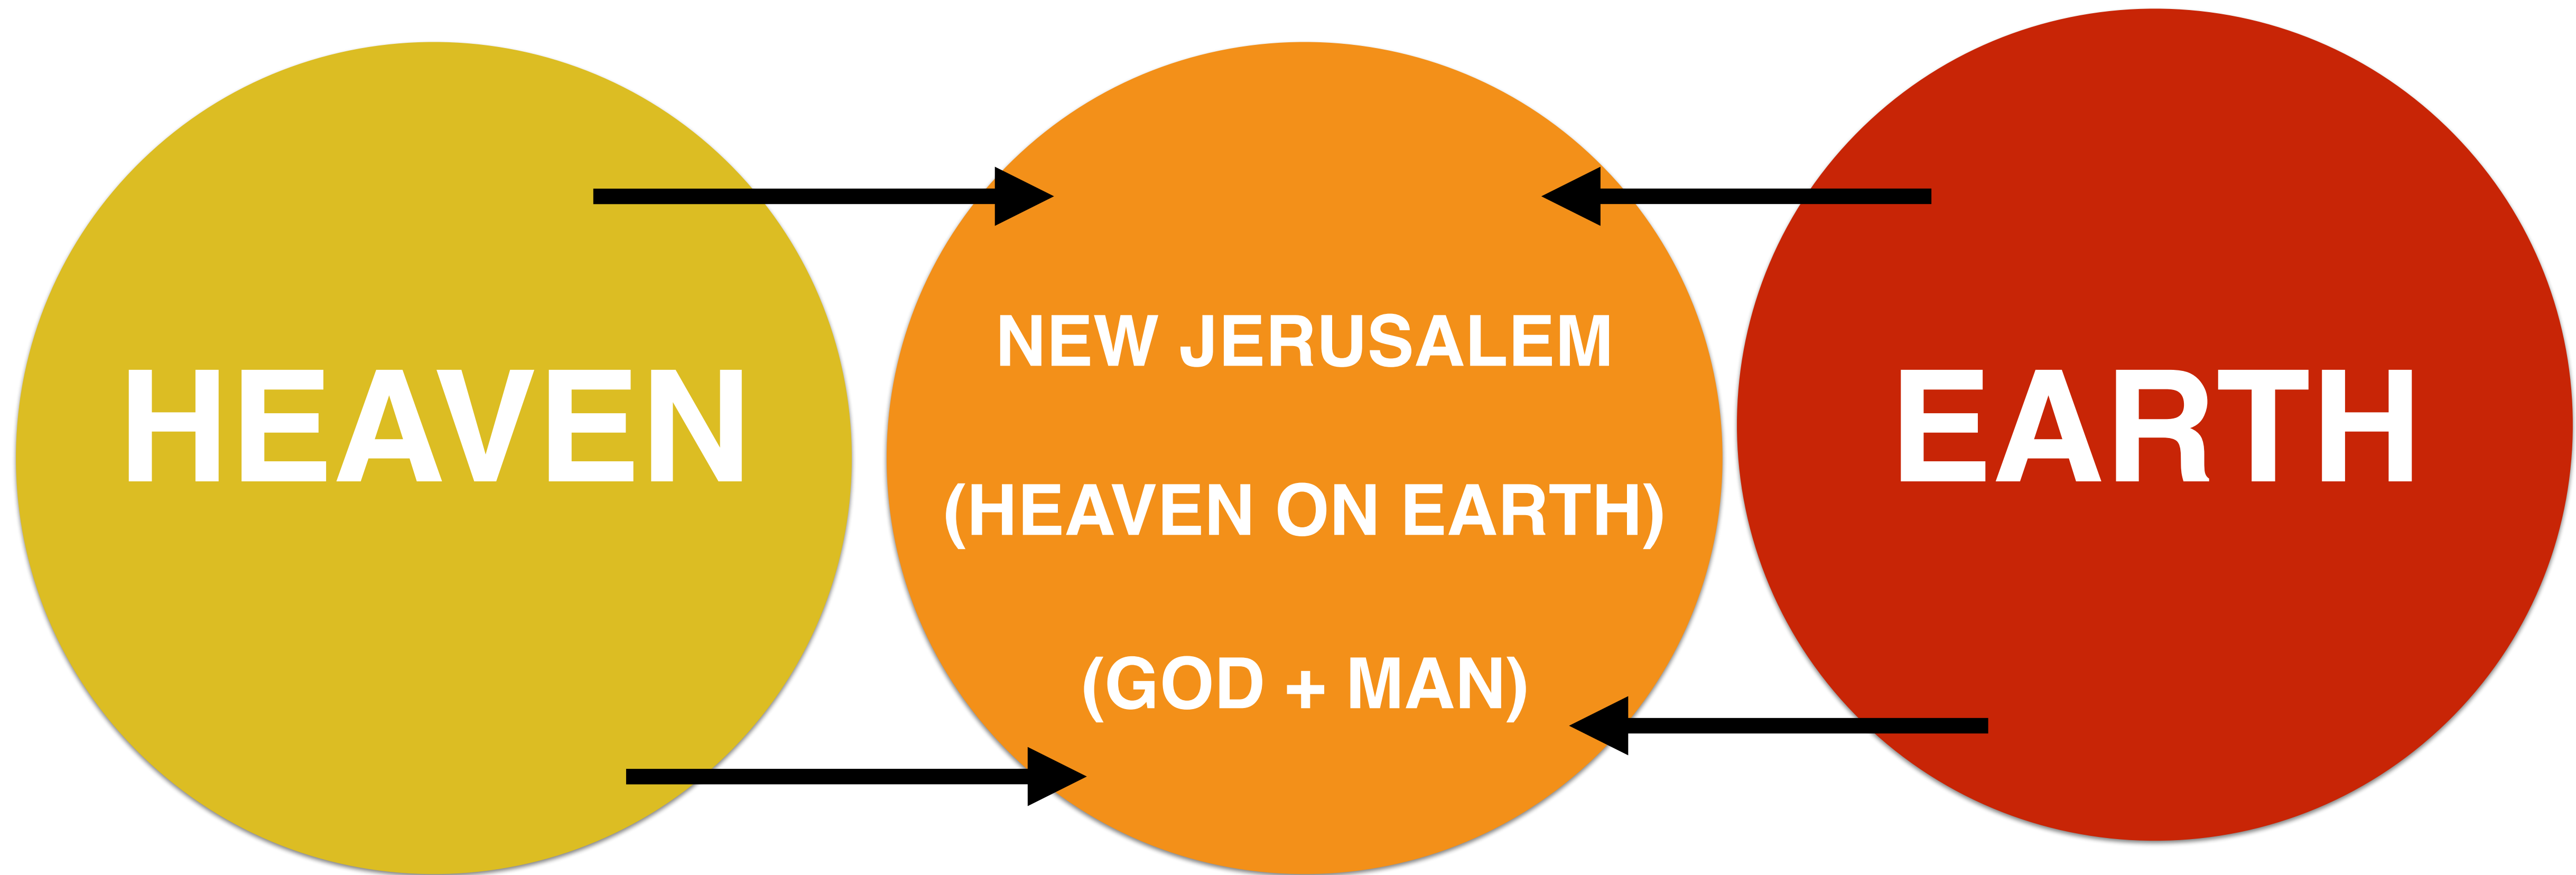 HEAVEN
NEW JERUSALEM
(HEAVEN ON EARTH)
(GOD + MAN)
EARTH